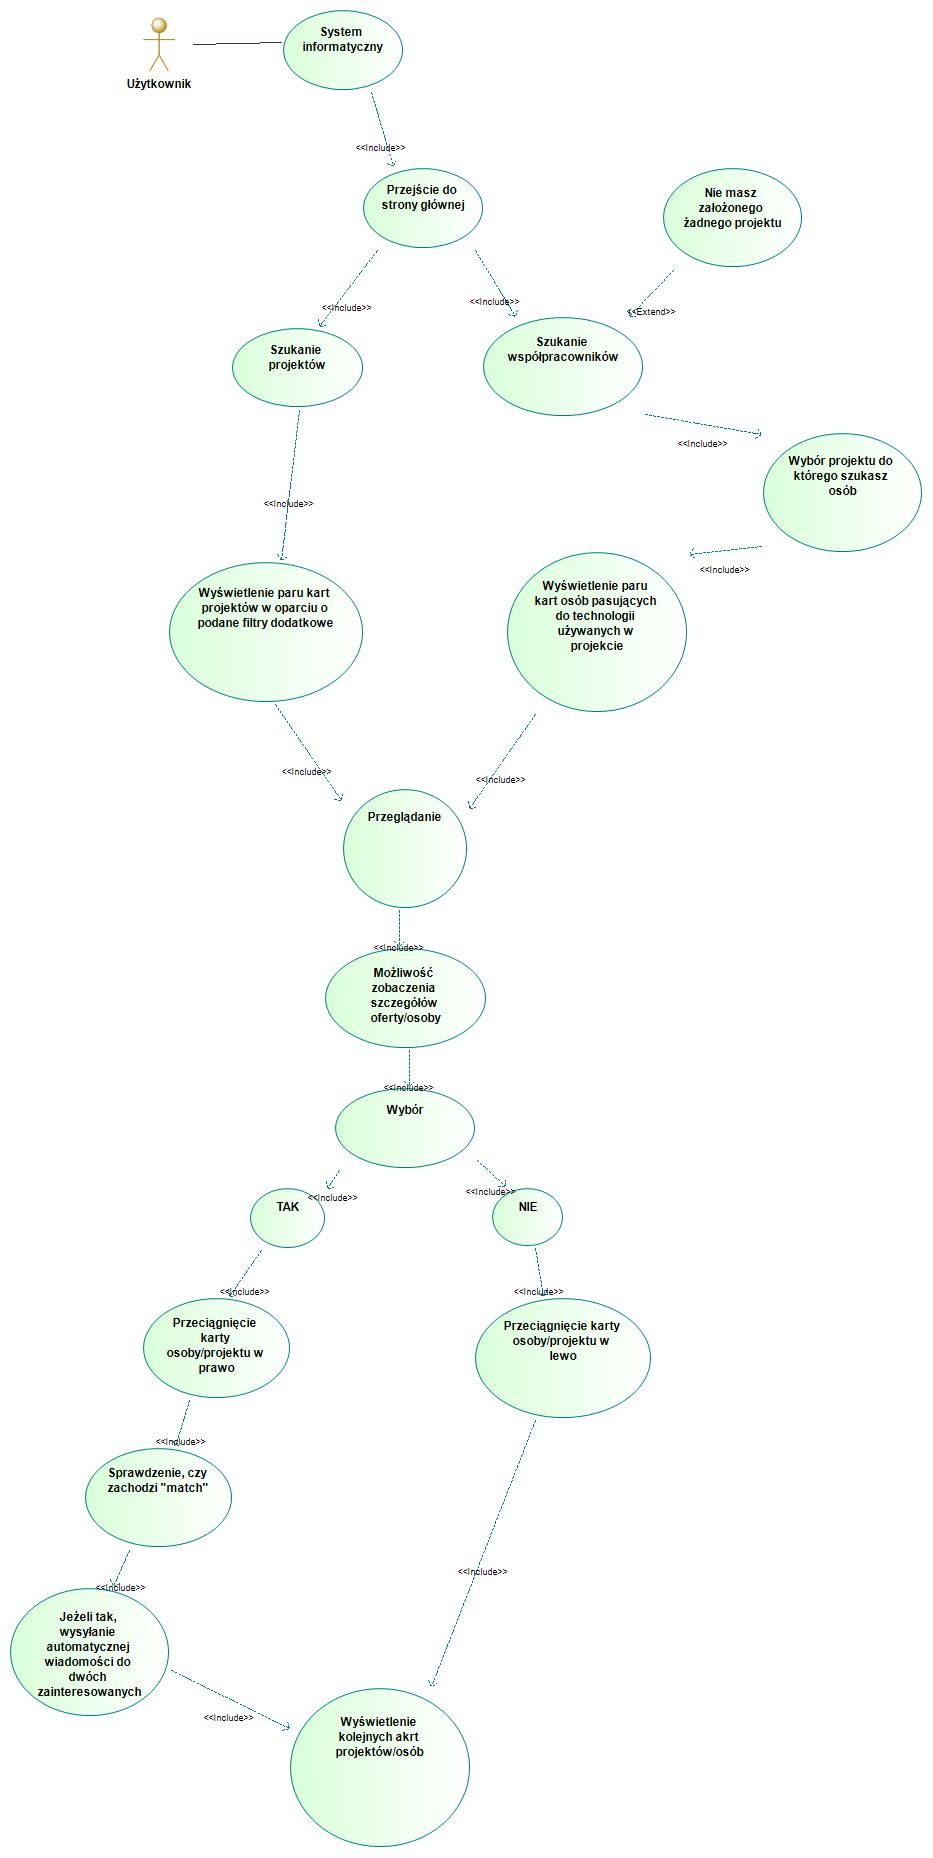 System
informatyczny
Użytkownik
<<Include>>
Przejście do
strony głównej
Nie masz
założonego
żadnego projektu
<<Include>>
<<Include>>
<<Extend>>
Szukanie
projektów
Szukanie
współpracowników
<<Include>>
Wybór projektu do
którego szukasz
osób
<<Include>>
<<Include>>
Wyświetlenie paru kart
projektów w oparciu o
podane filtry dodatkowe
Wyświetlenie paru
kart osób pasujących
do technologii
używanych w
projekcie
<<Include>>
<<Include>>
Przeglądanie
<<Include>>
Możliwość
zobaczenia
szczegółów
oferty/osoby
<<Include>>
Wybór
<<Include>>
<<Include>>
TAK
NIE
<<Include>>
<<Include>>
Przeciągnięcie
karty
osoby/projektu w
prawo
Przeciągnięcie karty
osoby/projektu w
lewo
<<Include>>
Sprawdzenie, czy
zachodzi "match"
<<Include>>
<<Include>>
Jeżeli tak,
wysyłanie
automatycznej
wiadomości do
dwóch
zainteresowanych
<<Include>>
Wyświetlenie
kolejnych akrt
projektów/osób